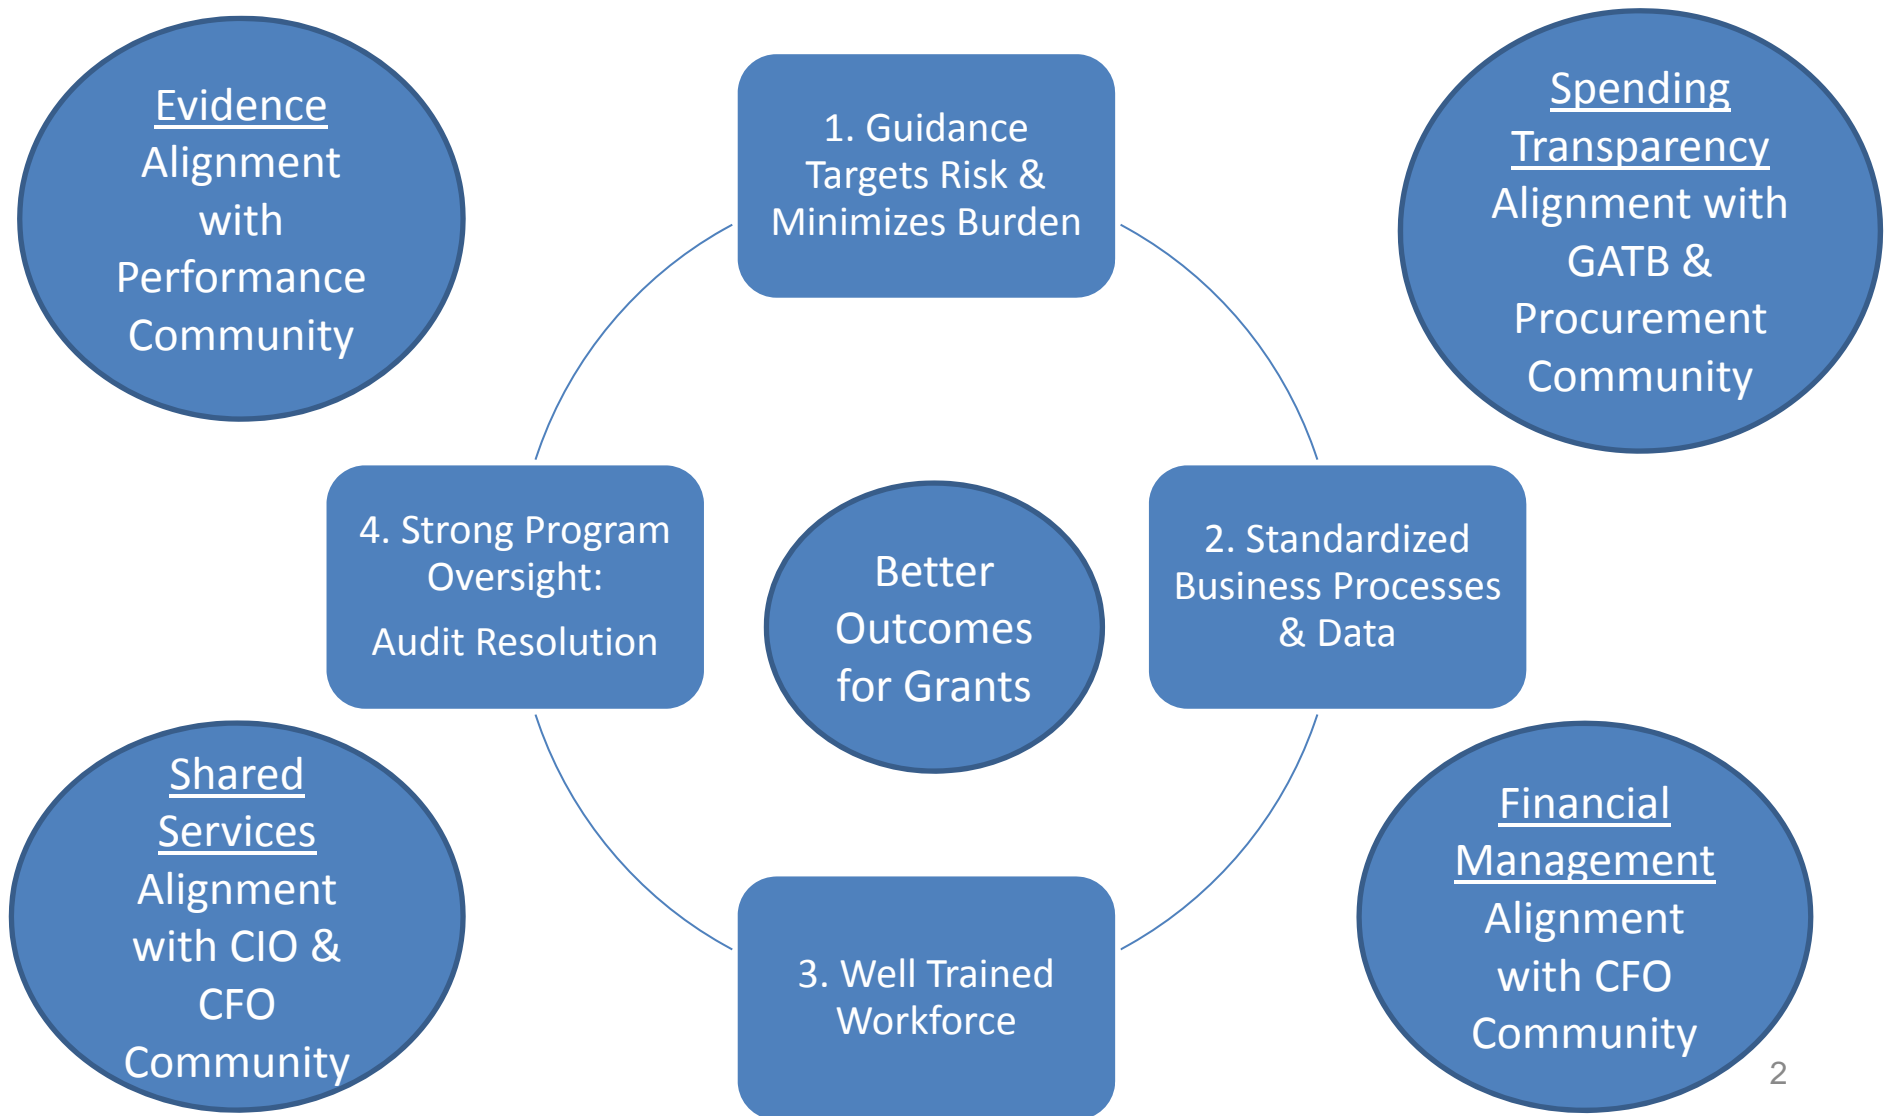 Evidence
Alignment
with
Performance
Community
1. Guidance
Targets Risk &
Minimizes Burden
Spending
Transparency
Alignment with
GATB &
Procurement
Community
4. Strong Program
Oversight:
Audit Resolution
Better
Outcomes
for Grants
2. Standardized
Business Processes
& Data
Shared
Services
Alignment
with CIO &
CFO
Community
3. Well Trained
Workforce
Financial
Management
Alignment
with CFO
Community
2